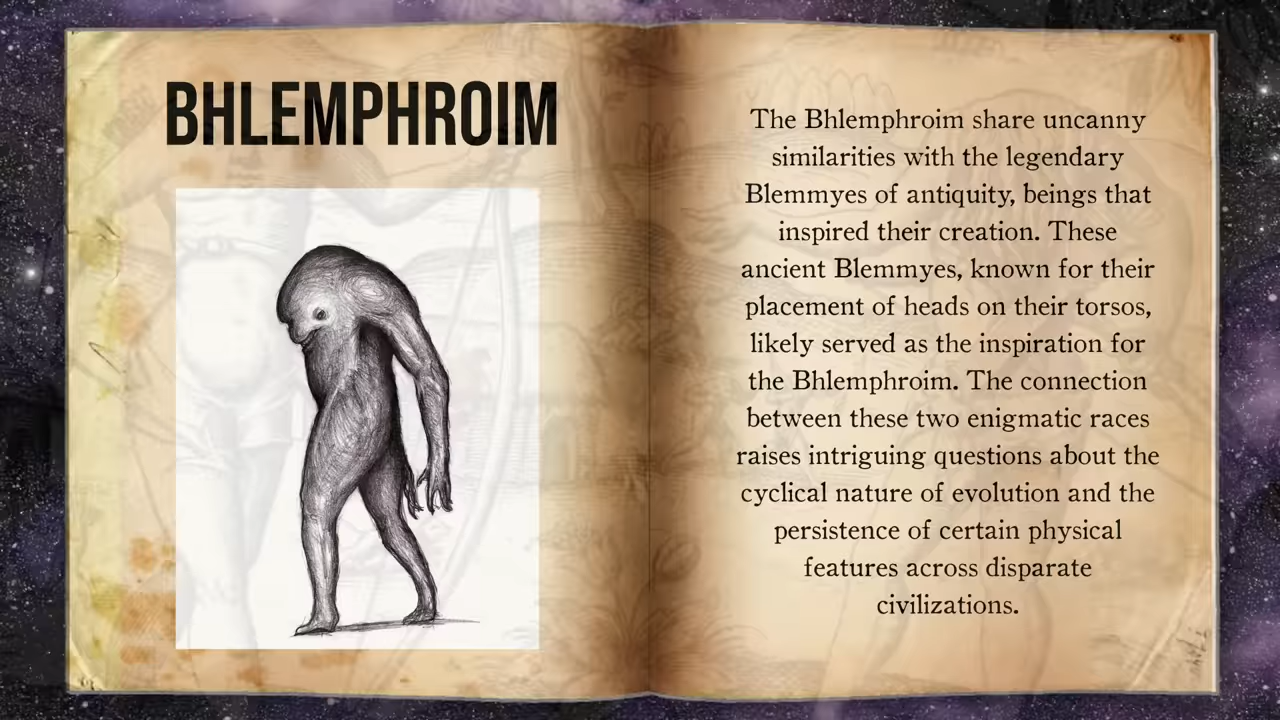 BHLEMPHROIM
The Bhlemphroim share uncanny
similarities with the legendary
Blemmyes of antiquity, beings that
inspired their creation. These
ancient Blemmyes, known for their
placement of heads on their torsos,
likely served as the inspiration for
the Bhlemphroim. The connection
between these two enigmatic races
raises intriguing questions about the
cyclical nature of evolution and the
persistence of certain physical
features across disparate
civilizations.